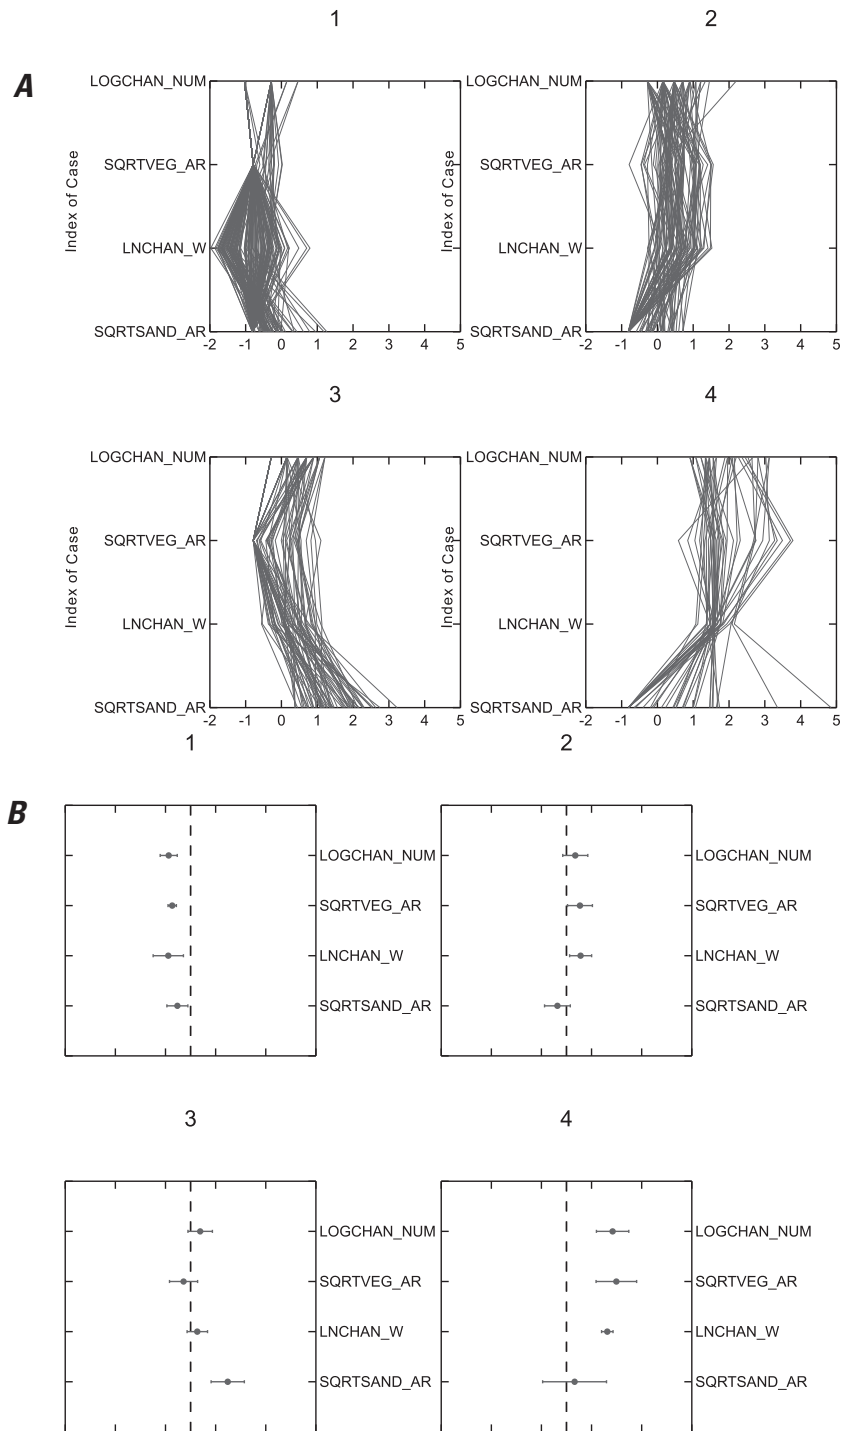 1 2
A
LOGCHAN_NUM LOGCHAN_NUM
SQRTVEG_AR SQRTVEG_AR
Index of Case Index of Case
LNCHAN_W LNCHAN_W
SQRTSAND_AR SQRTSAND_AR
-2 -1 0 1 2 3 4 5 -2 -1 0 1 2 3 4 5
3 4
LOGCHAN_NUM LOGCHAN_NUM
SQRTVEG_AR SQRTVEG_AR
Index of Case Index of Case
LNCHAN_W LNCHAN_W
SQRTSAND_AR SQRTSAND_AR
-2 -1 0 1 2 3 4 5 -2 -1 0 1 2 3 4 5
1 2
B
LOGCHAN_NUM LOGCHAN_NUM
SQRTVEG_AR SQRTVEG_AR
LNCHAN_W LNCHAN_W
SQRTSAND_AR SQRTSAND_AR
3 4
LOGCHAN_NUM LOGCHAN_NUM
SQRTVEG_AR SQRTVEG_AR
LNCHAN_W LNCHAN_W
SQRTSAND_AR SQRTSAND_AR